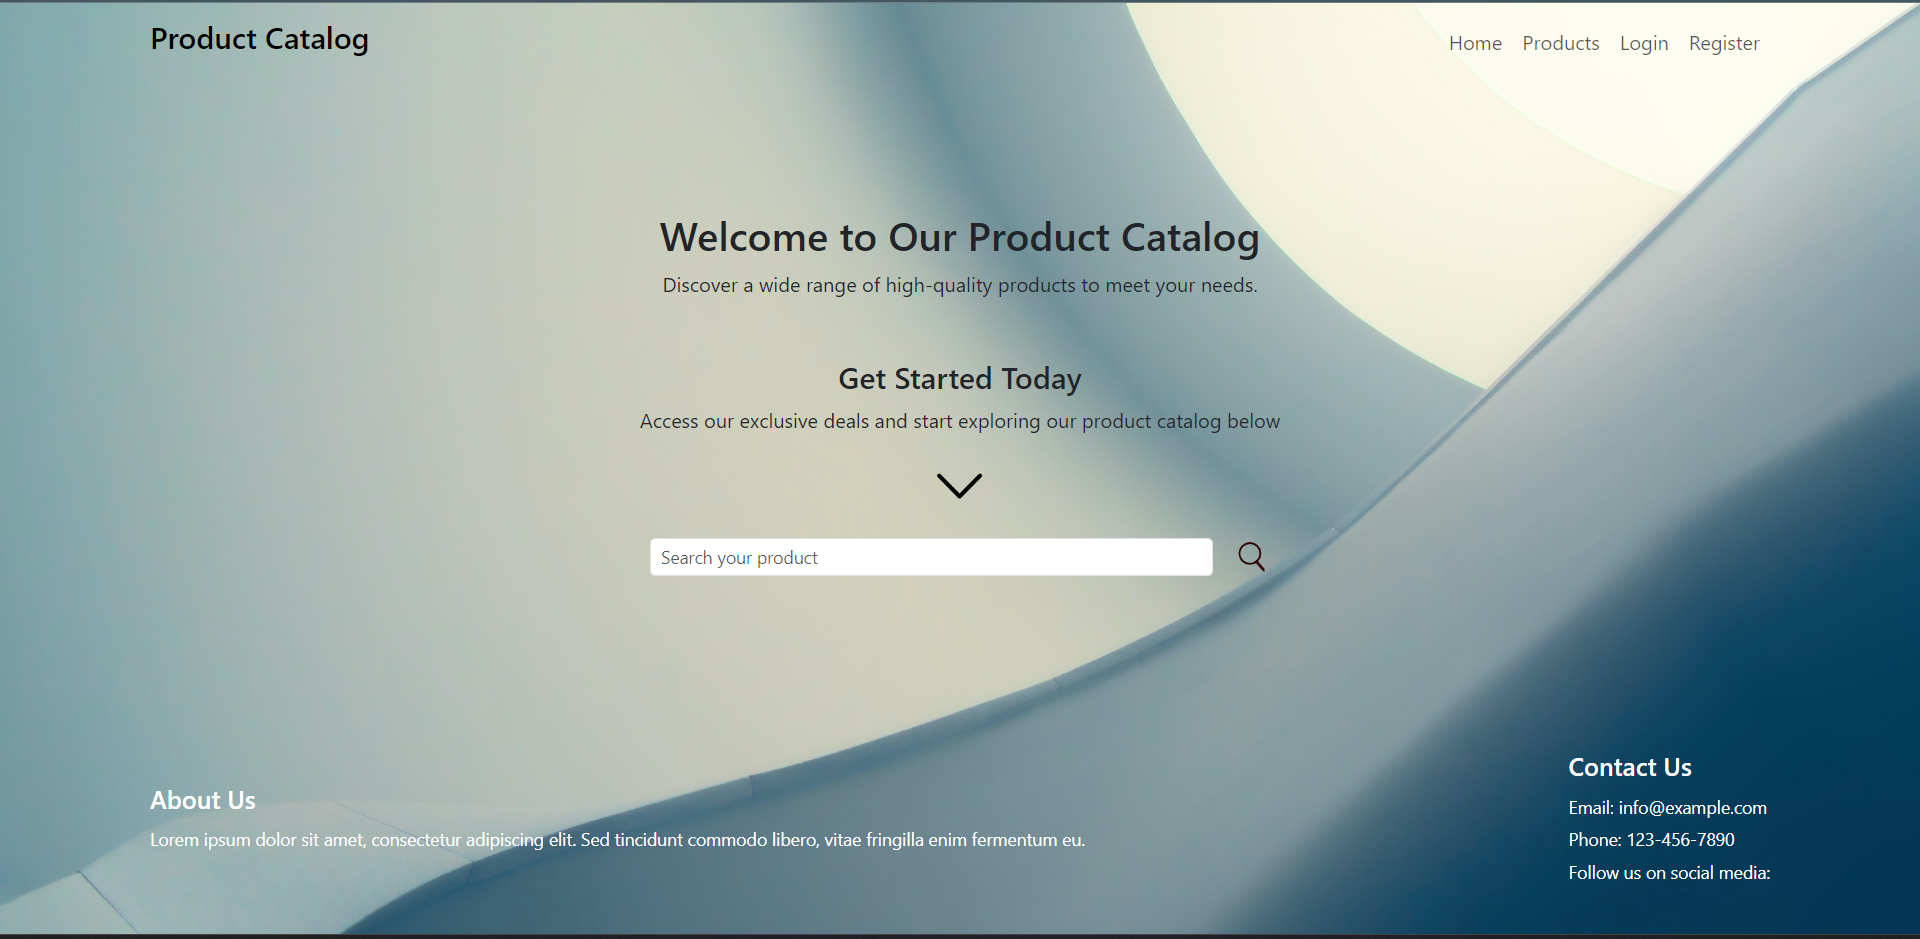 Product Catalog
Home Products Login Register
Welcome to Our Product Catalog
Discover a wide range of high-quality products to meet your needs.
Get Started Today
Access our exclusive deals and start exploring our product catalog below
Search your product
About Us
Lorem ipsum dolor sit amet, consectetur adipiscing elit. Sed tincidunt commodo libero, vitae fringilla enim fermentum eu.
Contact Us
Email: info@example.com
Phone: 123-456-7890
Follow us on social media: